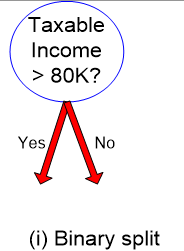 Taxable
Income
> 80K?
Yes
No
(i) Binary split